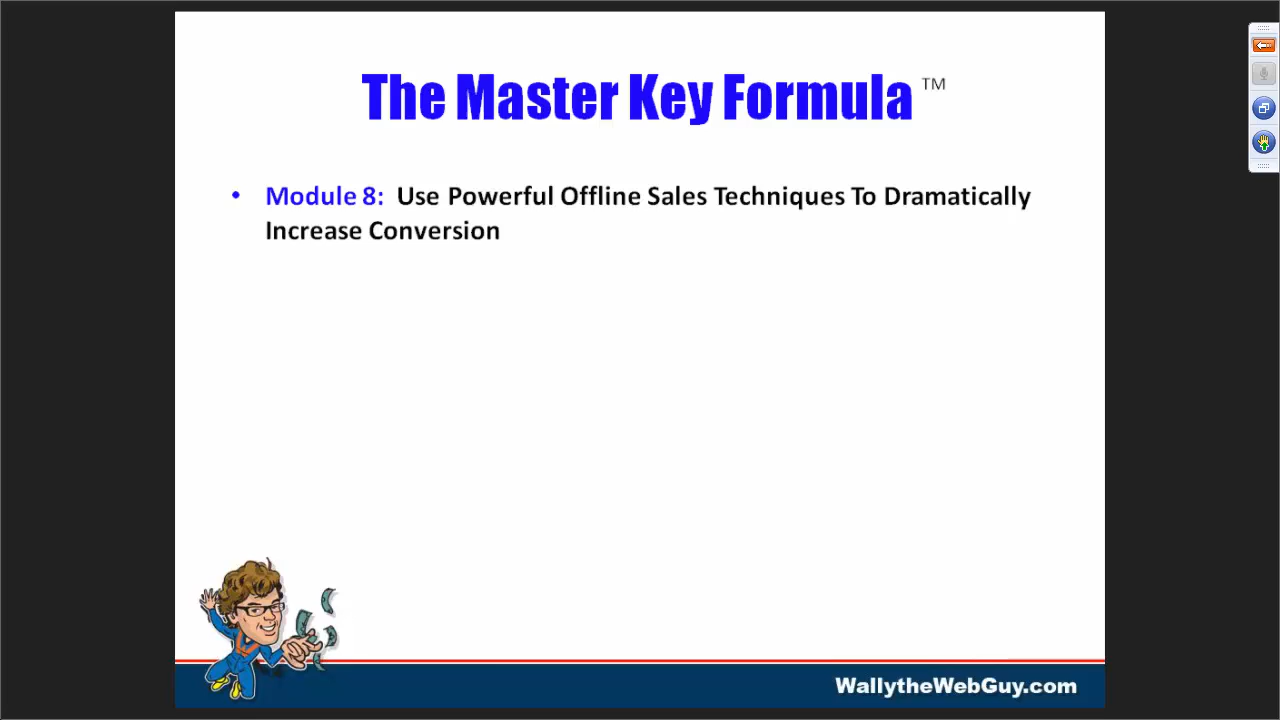 The Master Key Formula ™
• Module 8: Use Powerful Offline Sales Techniques To Dramatically
Increase Conversion
WallytheWebGuy.com